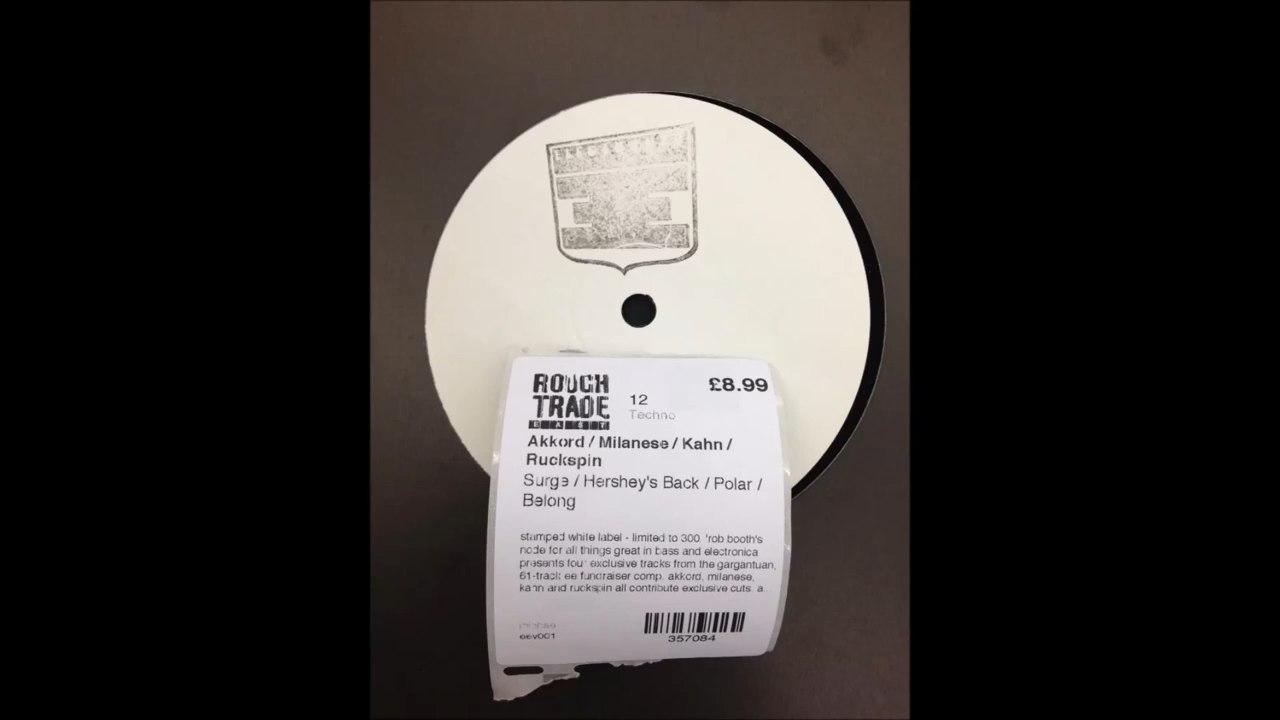 ROUGH
TRADE
EAST
£8.99
12
Techno
Akkord / Milanese / Kahn /
Ruckspin
Surge / Hershey's Back / Polar /
Belong
stamped white label - limited to 300. 'rob booth's
node for all things great in bass and electronica
presents four exclusive tracks from the gargantuan,
61-track ee fundraiser comp. akkord, milanese,
kahn and ruckspin all contribute exclusive cuts. a
eev001
357084